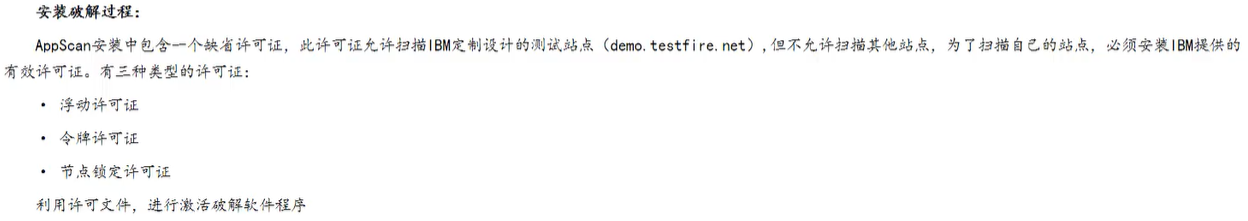 安装破解过程：
AppScan安装中包含一个缺省许可证，此许可证允许扫描IBM定制设计的测试站点（demo.testfire.net）,但不允许扫描其他站点，为了扫描自己的站点，必须安装IBM提供的
有效许可证。有三种类型的许可证：
• 浮动许可证
• 令牌许可证
• 节点锁定许可证
利用许可文件，进行激活破解软件程序